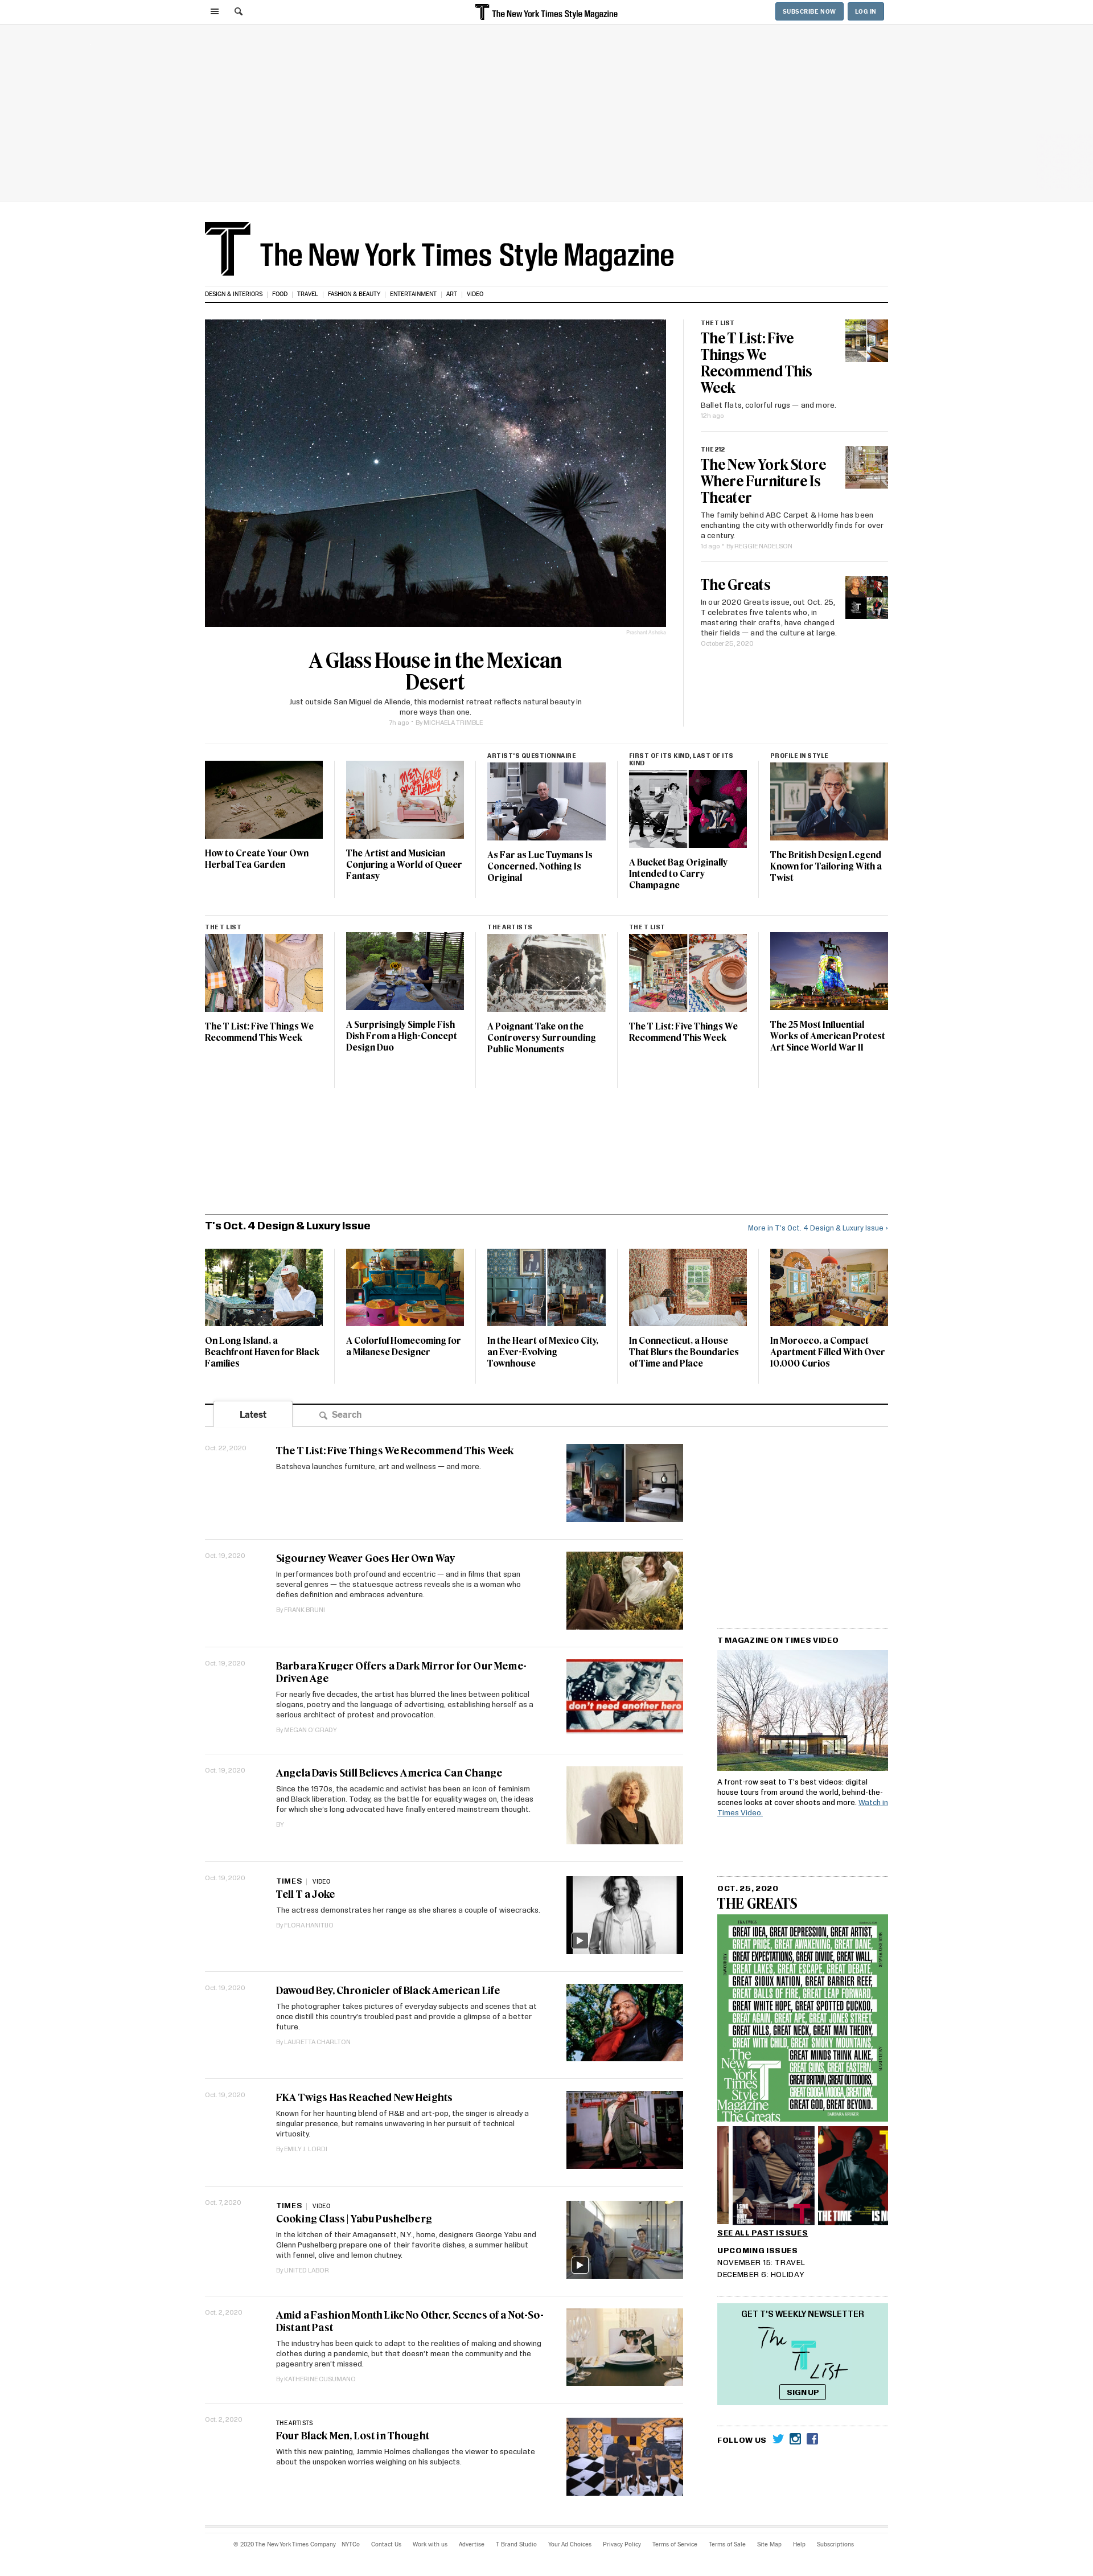 The New York Times Style Magazine
SUBSCRIBE NOW
LOG IN
The New York Times Style Magazine
DESIGN & INTERIORS | FOOD | TRAVEL | FASHION & BEAUTY | ENTERTAINMENT | ART | VIDEO
A Glass House in the Mexican
Desert
Just outside San Miguel de Allende, this modernist retreat reflects natural beauty in
more ways than one.
7h ago - By MICHAELA TRIMBLE
THE T LIST
The T List: Five
Things We
Recommend This
Week
Ballet flats, colorful rugs — and more.
12h ago
THE 212
The New York Store
Where Furniture Is
Theater
The family behind ABC Carpet & Home has been
enchanting the city with otherworldly finds for over
a century.
1d ago - By REGGIE NADELSON
The Greats
In our 2020 Greats issue, out Oct. 25,
T celebrates five talents who, in
mastering their crafts, have changed
their fields — and the culture at large.
October 25, 2020
How to Create Your Own
Herbal Tea Garden
The Artist and Musician
Conjuring a World of Queer
Fantasy
ARTIST'S QUESTIONNAIRE
As Far as Luc Tuymans Is
Concerned, Nothing Is
Original
FIRST OF ITS KIND, LAST OF ITS
KIND
A Bucket Bag Originally
Intended to Carry
Champagne
PROFILE IN STYLE
The British Design Legend
Known for Tailoring With a
Twist
THE T LIST
The T List: Five Things We
Recommend This Week
A Surprisingly Simple Fish
Dish From a High-Concept
Design Duo
THE ARTISTS
A Poignant Take on the
Controversy Surrounding
Public Monuments
THE T LIST
The T List: Five Things We
Recommend This Week
The 25 Most Influential
Works of American Protest
Art Since World War II
T's Oct. 4 Design & Luxury Issue
More in T's Oct. 4 Design & Luxury Issue ›
On Long Island, a
Beachfront Haven for Black
Families
A Colorful Homecoming for
a Milanese Designer
In the Heart of Mexico City,
an Ever-Evolving
Townhouse
In Connecticut, a House
That Blurs the Boundaries
of Time and Place
In Morocco, a Compact
Apartment Filled With Over
10,000 Curios
Latest
Search
Oct. 22, 2020
The T List: Five Things We Recommend This Week
Batsheva launches furniture, art and wellness — and more.
Oct. 19, 2020
Sigourney Weaver Goes Her Own Way
In performances both profound and eccentric — and in films that span
several genres — the statuesque actress reveals she is a woman who
defies definition and embraces adventure.
By FRANK BRUNI
Oct. 19, 2020
Barbara Kruger Offers a Dark Mirror for Our Meme-
Driven Age
For nearly five decades, the artist has blurred the lines between political
slogans, poetry and the language of advertising, establishing herself as a
serious architect of protest and provocation.
By MEGAN O'GRADY
don't need another hero
Oct. 19, 2020
Angela Davis Still Believes America Can Change
Since the 1970s, the academic and activist has been an icon of feminism
and Black liberation. Today, as the battle for equality wages on, the ideas
for which she's long advocated have finally entered mainstream thought.
BY
Oct. 19, 2020
TIMES | VIDEO
Tell T a Joke
The actress demonstrates her range as she shares a couple of wisecracks.
By FLORA HANITIJO
Oct. 19, 2020
Dawoud Bey, Chronicler of Black American Life
The photographer takes pictures of everyday subjects and scenes that at
once distill this country's troubled past and provide a glimpse of a better
future.
By LAURETTA CHARLTON
Oct. 19, 2020
FKA Twigs Has Reached New Heights
Known for her haunting blend of R&B and art-pop, the singer is already a
singular presence, but remains unwavering in her pursuit of technical
virtuosity.
By EMILY J. LORDI
Oct. 7, 2020
TIMES | VIDEO
Cooking Class | Yabu Pushelberg
In the kitchen of their Amagansett, N.Y., home, designers George Yabu and
Glenn Pushelberg prepare one of their favorite dishes, a summer halibut
with fennel, olive and lemon chutney.
By UNITED LABOR
Oct. 2, 2020
Amid a Fashion Month Like No Other, Scenes of a Not-So-
Distant Past
The industry has been quick to adapt to the realities of making and showing
clothes during a pandemic, but that doesn't mean the community and the
pageantry aren't missed.
By KATHERINE CUSUMANO
Oct. 2, 2020
THE ARTISTS
Four Black Men, Lost in Thought
With this new painting, Jammie Holmes challenges the viewer to speculate
about the unspoken worries weighing on his subjects.
T MAGAZINE ON TIMES VIDEO
A front-row seat to T's best videos: digital
house tours from around the world, behind-the-
scenes looks at cover shoots and more. Watch in
Times Video.
OCT. 25, 2020
THE GREATS
GREAT IDEA, GREAT DEPRESSION, GREAT ARTIST,
GREAT PRICE, GREAT AWAKENING, GREAT DANE,
GREAT EXPECTATIONS, GREAT DIVIDE, GREAT WALL,
GREAT LAKES, GREAT ESCAPE, GREAT DEBATE,
GREAT SIOUX NATION, GREAT BARRIER REEF,
GREAT BALLS OF FIRE, GREAT LEAP FORWARD,
GREAT WHITE HOPE, GREAT SPOTTED CUCKOO,
GREAT AGAIN, GREAT APE, GREAT JONES STREET,
GREAT KILLS, GREAT NECK, GREAT MAN THEORY,
GREAT WITH CHILD, GREAT SMOKY MOUNTAINS,
GREAT MINDS THINK ALIKE,
GREAT GUNS, GREAT EASTERN,
GREAT BRITAIN, GREAT OUTDOORS,
GREAT GOOGA MOOGA, GREAT DAY,
GREAT GOD, GREAT BEYOND.
The
New
York
Times
Style
Magazine
The Greats
SEE ALL PAST ISSUES
UPCOMING ISSUES
NOVEMBER 15: TRAVEL
DECEMBER 6: HOLIDAY
GET T'S WEEKLY NEWSLETTER
The T List
SIGN UP
FOLLOW US
© 2020 The New York Times Company NYTCo Contact Us Work with us Advertise T Brand Studio Your Ad Choices Privacy Policy Terms of Service Terms of Sale Site Map Help Subscriptions